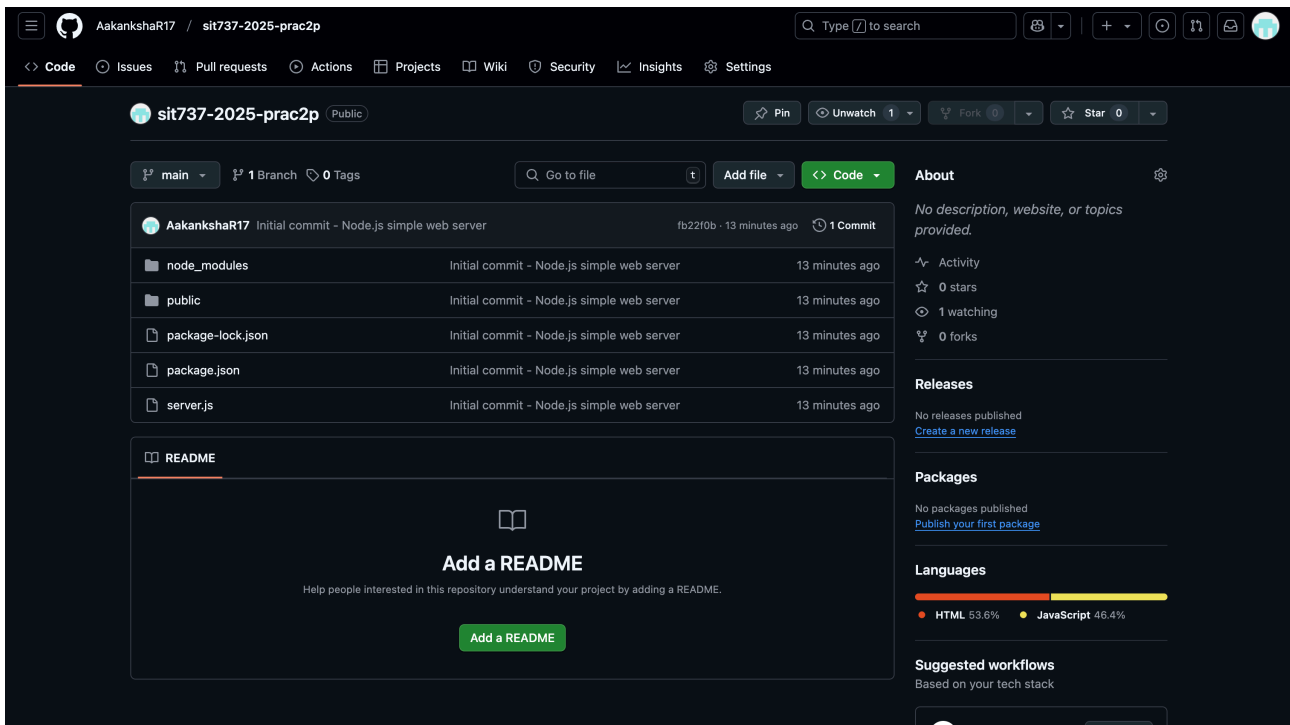 AakankshaR17 / sit737-2025-prac2p
Type / to search
Code Issues Pull requests Actions Projects Wiki Security Insights Settings
sit737-2025-prac2p Public
Pin Unwatch 1 Fork 0 Star 0
main 1 Branch 0 Tags Go to file t Add file Code
AakankshaR17 Initial commit - Node.js simple web server fb22f0b · 13 minutes ago 1 Commit
node_modules Initial commit - Node.js simple web server 13 minutes ago
public Initial commit - Node.js simple web server 13 minutes ago
package-lock.json Initial commit - Node.js simple web server 13 minutes ago
package.json Initial commit - Node.js simple web server 13 minutes ago
server.js Initial commit - Node.js simple web server 13 minutes ago
README
Add a README
Help people interested in this repository understand your project by adding a README.
Add a README
About
No description, website, or topics
provided.
Activity
0 stars
1 watching
0 forks
Releases
No releases published
Create a new release
Packages
No packages published
Publish your first package
Languages
HTML 53.6% JavaScript 46.4%
Suggested workflows
Based on your tech stack